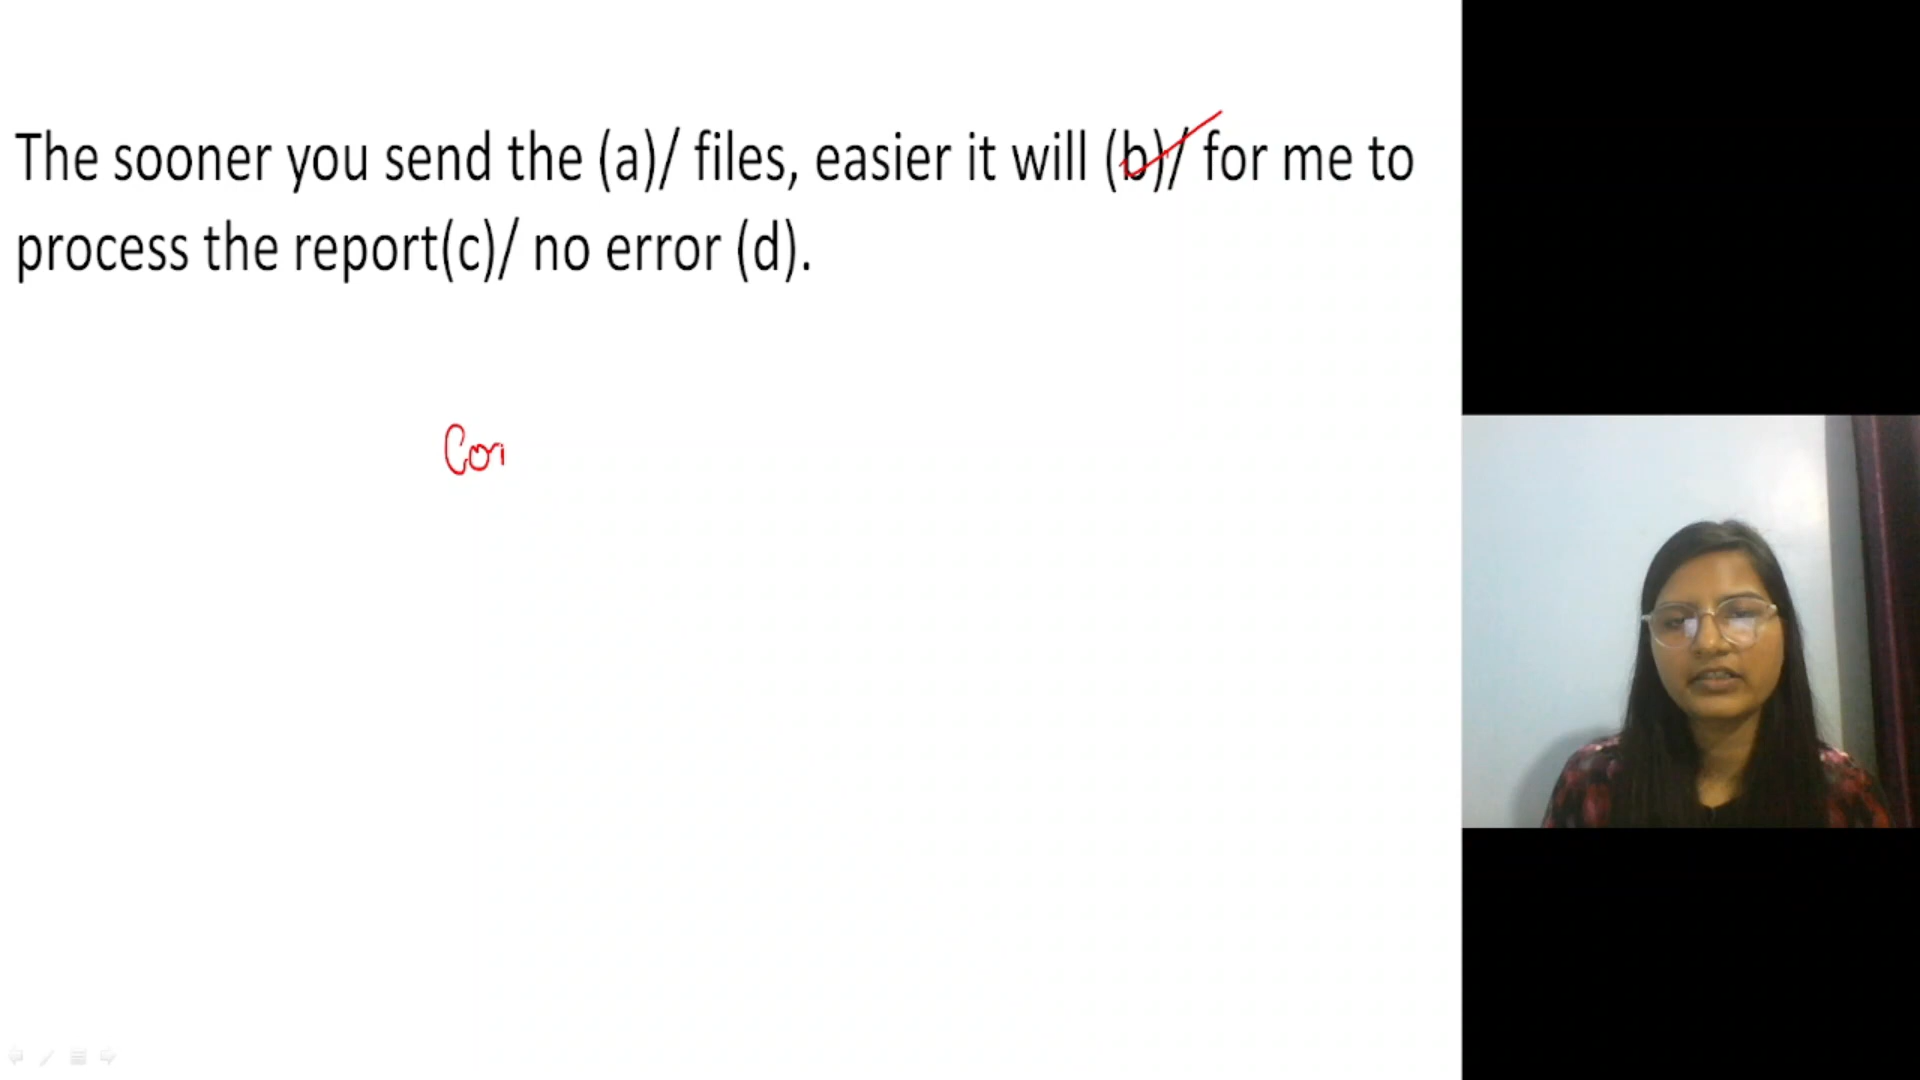 The sooner you send the (a)/ files, easier it will (b)/ for me to
process the report(c)/ no error (d).
Cor